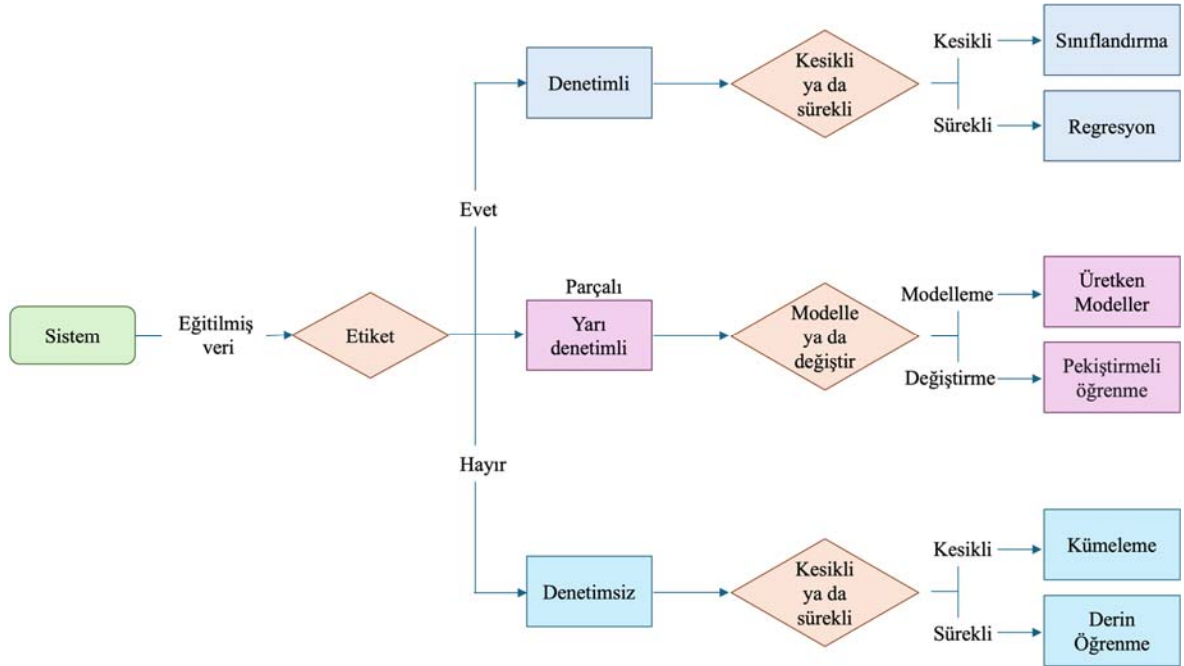 Sistem
Eğitilmiş
veri
Etiket
Evet
Denetimli
Kesikli
ya da
sürekli
Kesikli
Sınıflandırma
Sürekli
Regresyon
Parçalı
Yarı
denetimli
Modelle
ya da
değiştir
Modelleme
Üretken
Modeller
Değiştirme
Pekiştirmeli
öğrenme
Hayır
Denetimsiz
Kesikli
ya da
sürekli
Kesikli
Kümeleme
Sürekli
Derin
Öğrenme